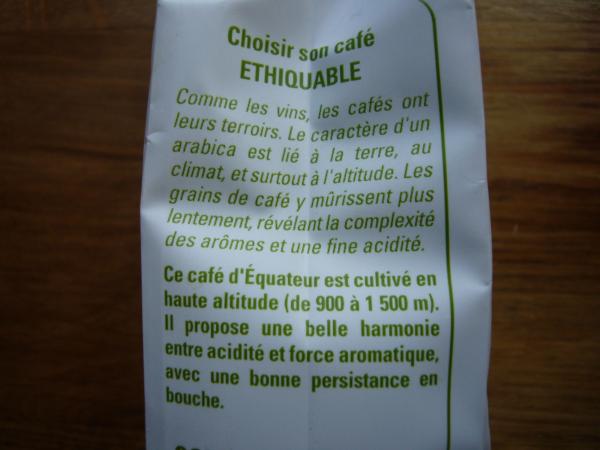 Choisir son café
ETHIQUABLE
Comme les vins, les cafés ont
leurs terroirs. Le caractère d'un
arabica est lié à la terre, au
climat, et surtout à l'altitude. Les
grains de café y mûrissent plus
lentement, révélant la complexité
des arômes et une fine acidité.
Ce café d'Équateur est cultivé en
haute altitude (de 900 à 1 500 m).
Il propose une belle harmonie
entre acidité et force aromatique,
avec une bonne persistance en
bouche.